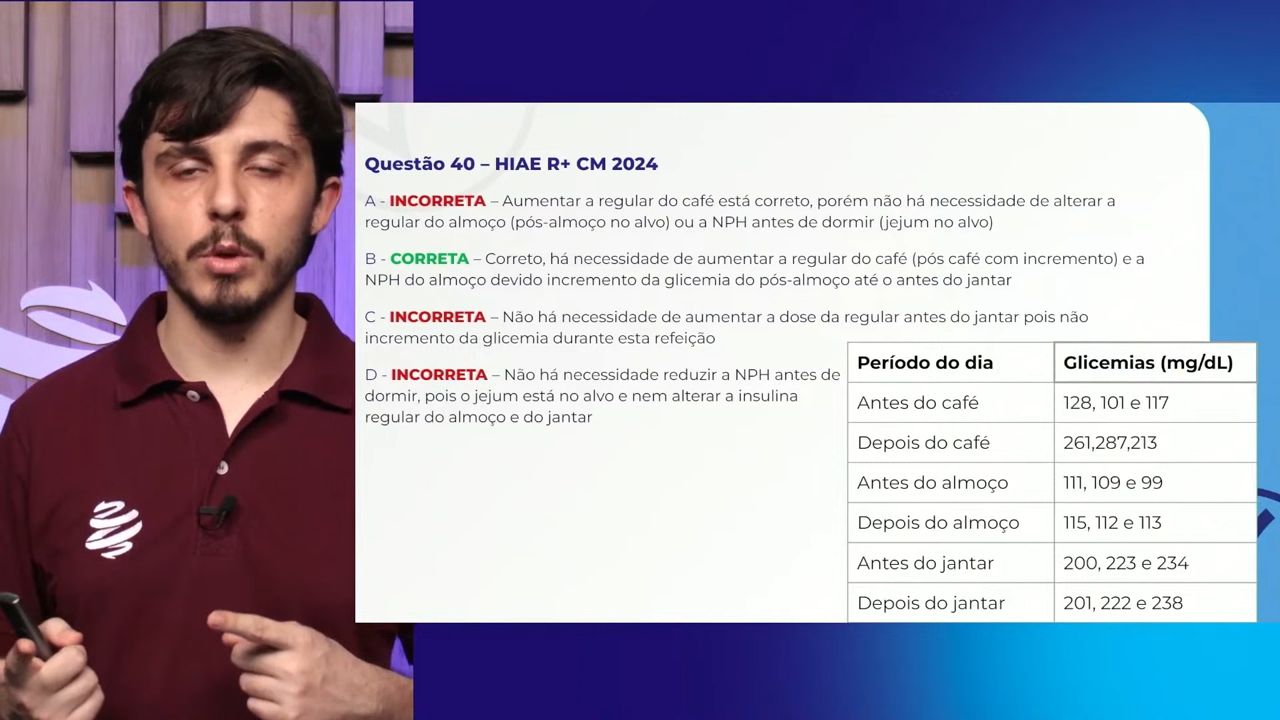 Questão 40 – HIAE R+ CM 2024
A - INCORRETA – Aumentar a regular do café está correto, porém não há necessidade de alterar a
regular do almoço (pós-almoço no alvo) ou a NPH antes de dormir (jejum no alvo)
B - CORRETA – Correto, há necessidade de aumentar a regular do café (pós café com incremento) e a
NPH do almoço devido incremento da glicemia do pós-almoço até o antes do jantar
C - INCORRETA – Não há necessidade de aumentar a dose da regular antes do jantar pois não
incremento da glicemia durante esta refeição
D - INCORRETA – Não há necessidade reduzir a NPH antes de
dormir, pois o jejum está no alvo e nem alterar a insulina
regular do almoço e do jantar
Período do dia Glicemias (mg/dL)
Antes do café 128, 101 e 117
Depois do café 261,287,213
Antes do almoço 111, 109 e 99
Depois do almoço 115, 112 e 113
Antes do jantar 200, 223 e 234
Depois do jantar 201, 222 e 238